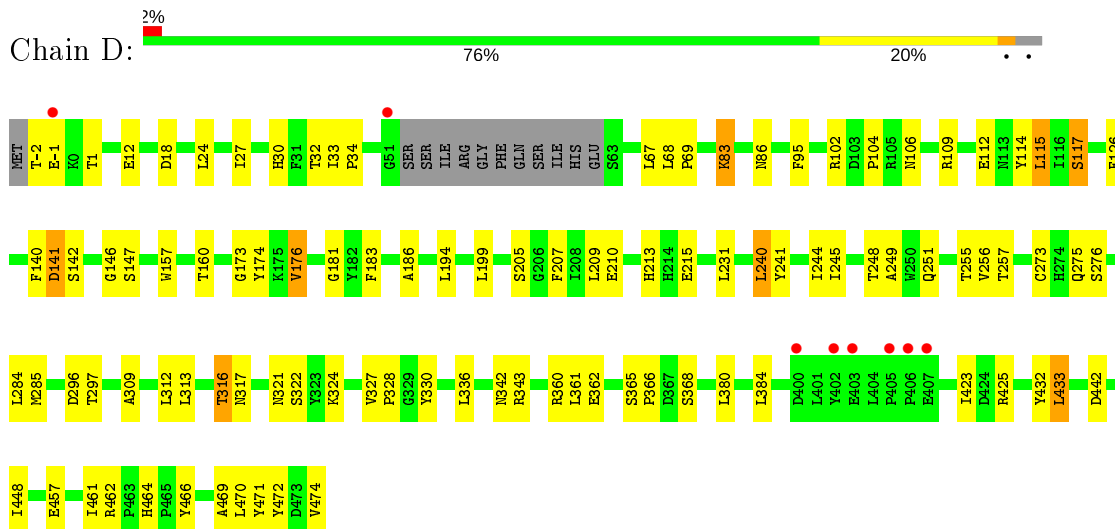 2%
Chain D:
76% 20% • •
MET T-2 E-1 K0 T1 E12 D18 L24 I27 H30 F31 T32 I33 P34 G51 SER SER ILE ARG GLY PHE GLN SER ILE HIS GLU S63 L67 L68 P69 K83 N86 F95 R102 D103 P104 R105 N106 R109 E112 N113 Y114 L115 I116 S117
F140 D141 S142 G146 S147 W157 T160 G173 Y174 K175 V176 G181 Y182 F183 A186 L194 L199 S205 G206 F207 I208 L209 E210 H213 H214 E215 L231 L240 Y241 I244 I245 T248 A249 W250 Q251 T255 V256 T257 C273 H274 Q275 S276
L284 M285 D296 T297 A309 L312 L313 T316 N317 N321 S322 Y323 K324 V327 P328 G329 Y330 L336 N342 R343 R360 L361 E362 S365 P366 D367 S368 L380 L384 D400 L401 Y402 E403 L404 P405 P406 E407 I423 D424 R425 Y432 L433 D442
I448 E457 I461 R462 P463 H464 P465 Y466 A469 L470 Y471 Y472 D473 V474